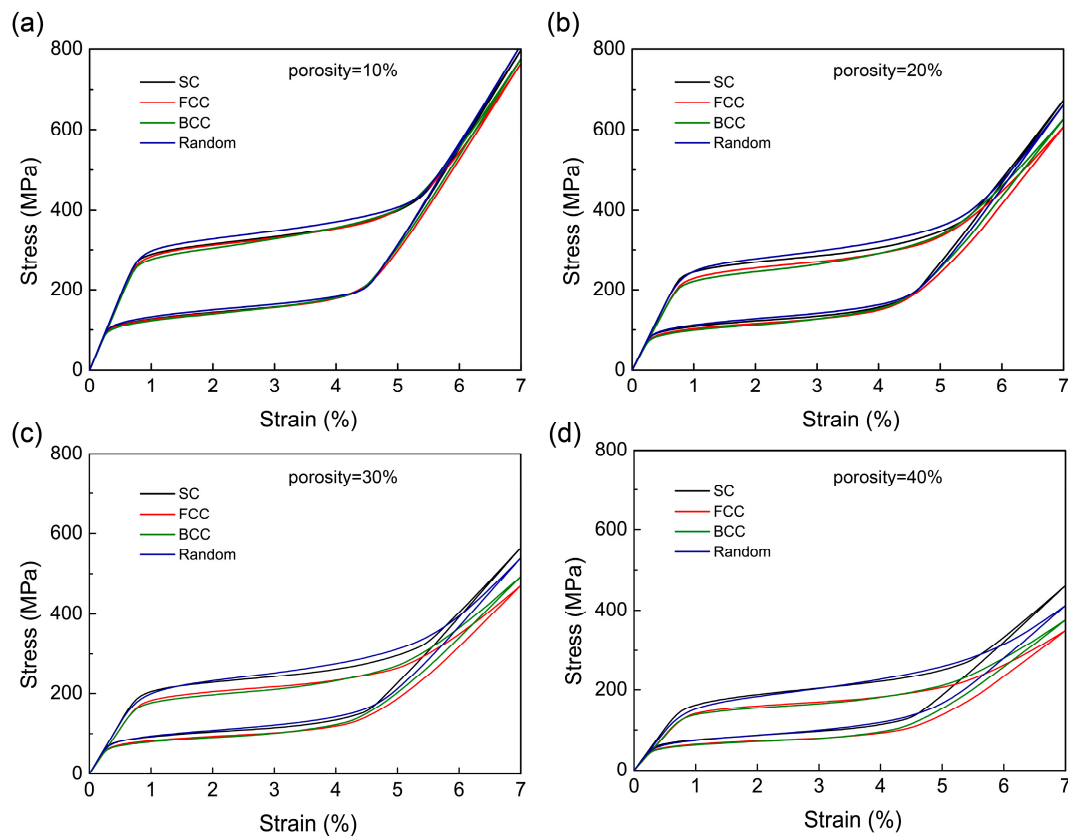 (a)
800
600
400
200
0
0 1 2 3 4 5 6 7
Stress (MPa)
Strain (%)
porosity=10%
SC
FCC
BCC
Random
(b)
800
600
400
200
0
0 1 2 3 4 5 6 7
Stress (MPa)
Strain (%)
porosity=20%
SC
FCC
BCC
Random
(c)
800
600
400
200
0
0 1 2 3 4 5 6 7
Stress (MPa)
Strain (%)
porosity=30%
SC
FCC
BCC
Random
(d)
800
600
400
200
0
0 1 2 3 4 5 6 7
Stress (MPa)
Strain (%)
porosity=40%
SC
FCC
BCC
Random